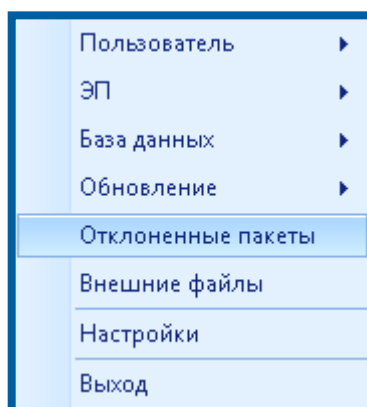 Пользователь
ЭП
База данных
Обновление
Отклоненные пакеты
Внешние файлы
Настройки
Выход